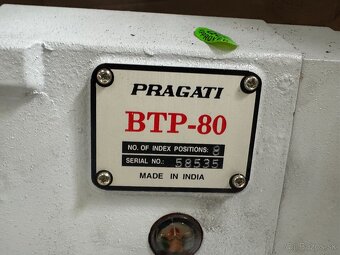 PRAGATI
BTP-80
NO. OF INDEX POSITIONS: 8
SERIAL NO.: 58535
MADE IN INDIA